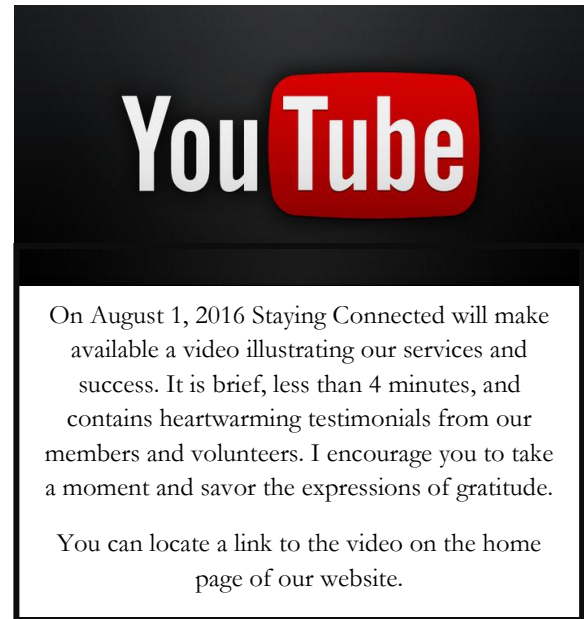 YouTube
On August 1, 2016 Staying Connected will make
available a video illustrating our services and
success. It is brief, less than 4 minutes, and
contains heartwarming testimonials from our
members and volunteers. I encourage you to take
a moment and savor the expressions of gratitude.
You can locate a link to the video on the home
page of our website.